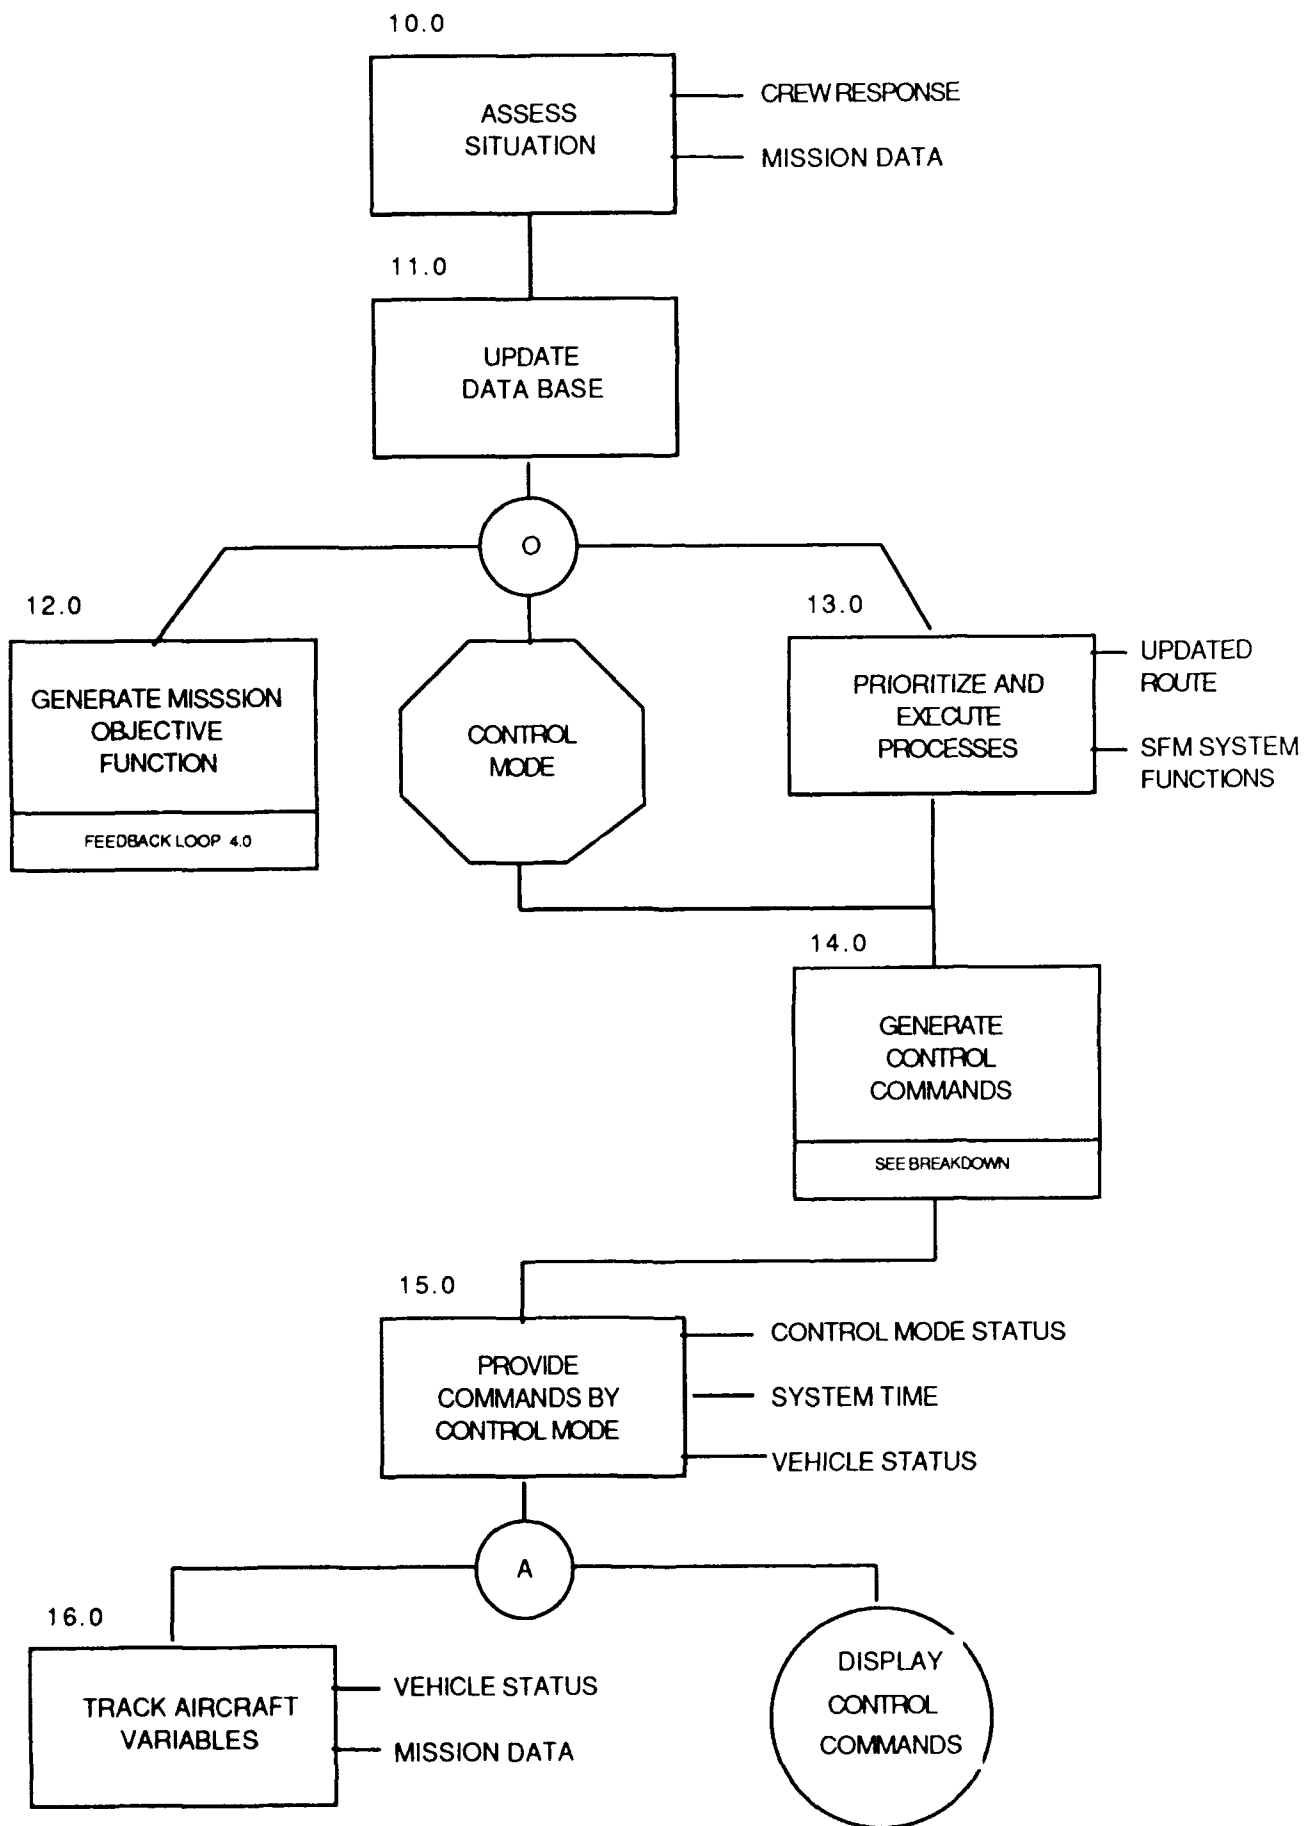 10.0
ASSESS
SITUATION
CREW RESPONSE
MISSION DATA
11.0
UPDATE
DATA BASE
O
12.0
GENERATE MISSSION
OBJECTIVE
FUNCTION
FEEDBACK LOOP 4.0
CONTROL
MODE
13.0
PRIORITIZE AND
EXECUTE
PROCESSES
UPDATED
ROUTE
SFM SYSTEM
FUNCTIONS
14.0
GENERATE
CONTROL
COMMANDS
SEE BREAKDOWN
15.0
PROVIDE
COMMANDS BY
CONTROL MODE
CONTROL MODE STATUS
SYSTEM TIME
VEHICLE STATUS
A
16.0
TRACK AIRCRAFT
VARIABLES
VEHICLE STATUS
MISSION DATA
DISPLAY
CONTROL
COMMANDS